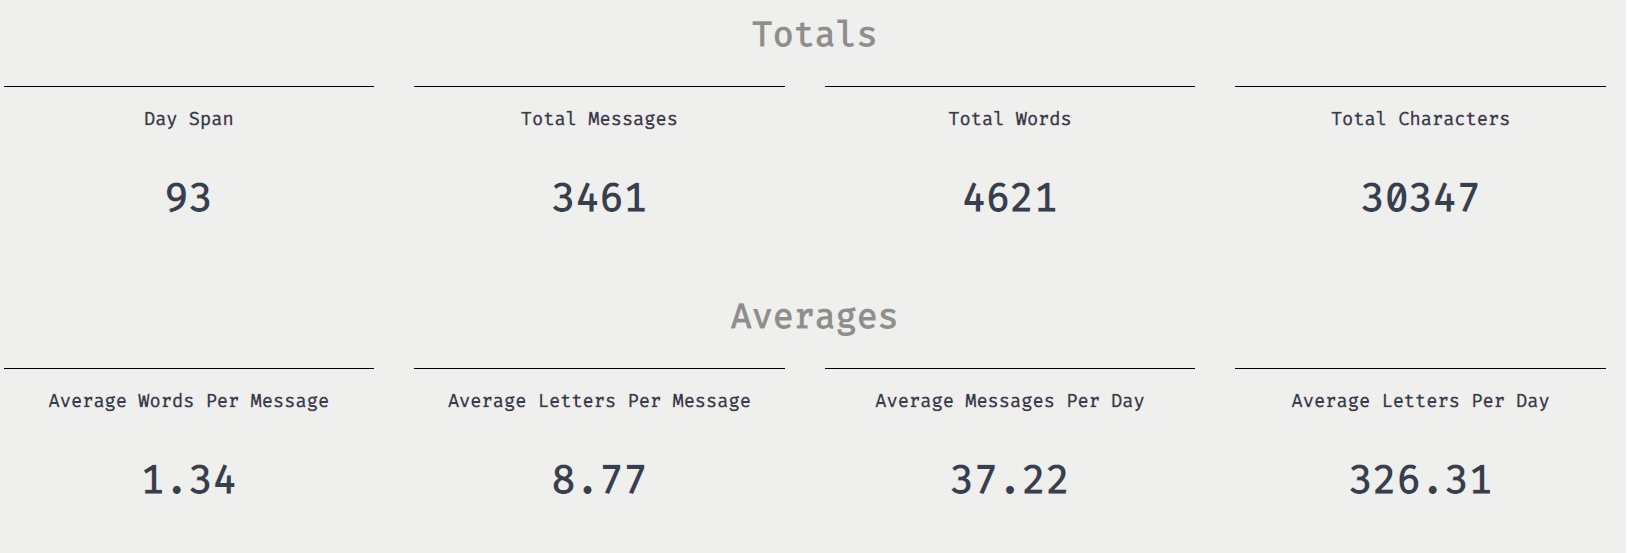 Totals
Day Span Total Messages Total Words Total Characters
93 3461 4621 30347
Averages
Average Words Per Message Average Letters Per Message Average Messages Per Day Average Letters Per Day
1.34 8.77 37.22 326.31